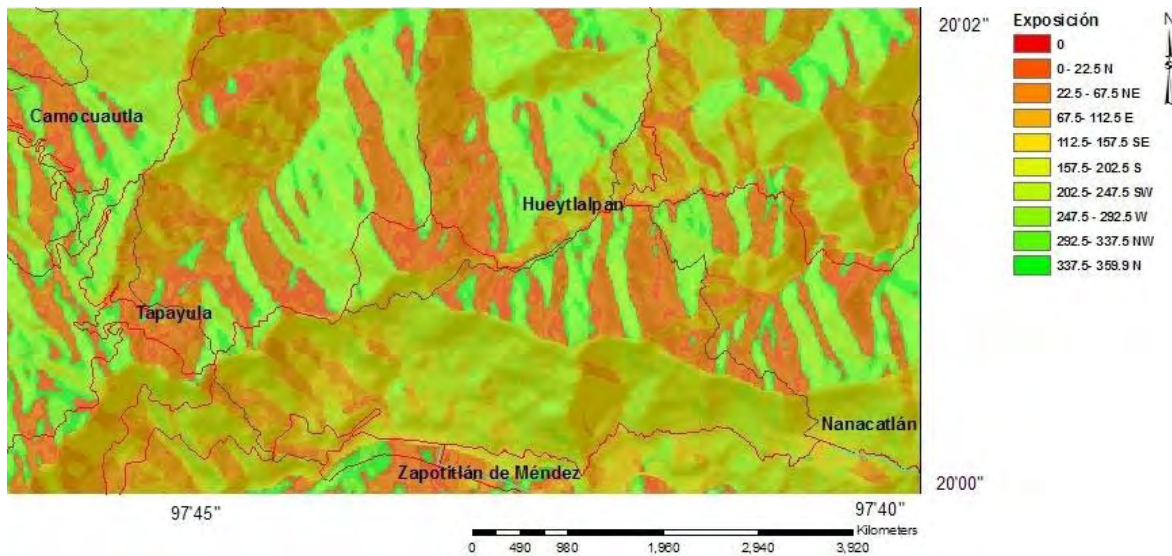 20'02"
Exposición
N
0
0- 22.5 N
22.5- 67.5 NE
67.5- 112.5 E
112.5- 157.5 SE
157.5- 202.5 S
202.5- 247.5 SW
247.5 - 292.5 W
292.5- 337.5 NW
337.5- 359.9 N
Camocuautla
Hueytlalpan
Tapayula
Nanacatlán
Zapotitlán de Méndez
20'00"
97'45"
97'40"
Kilometers
0 490 980 1,960 2,940 3,920